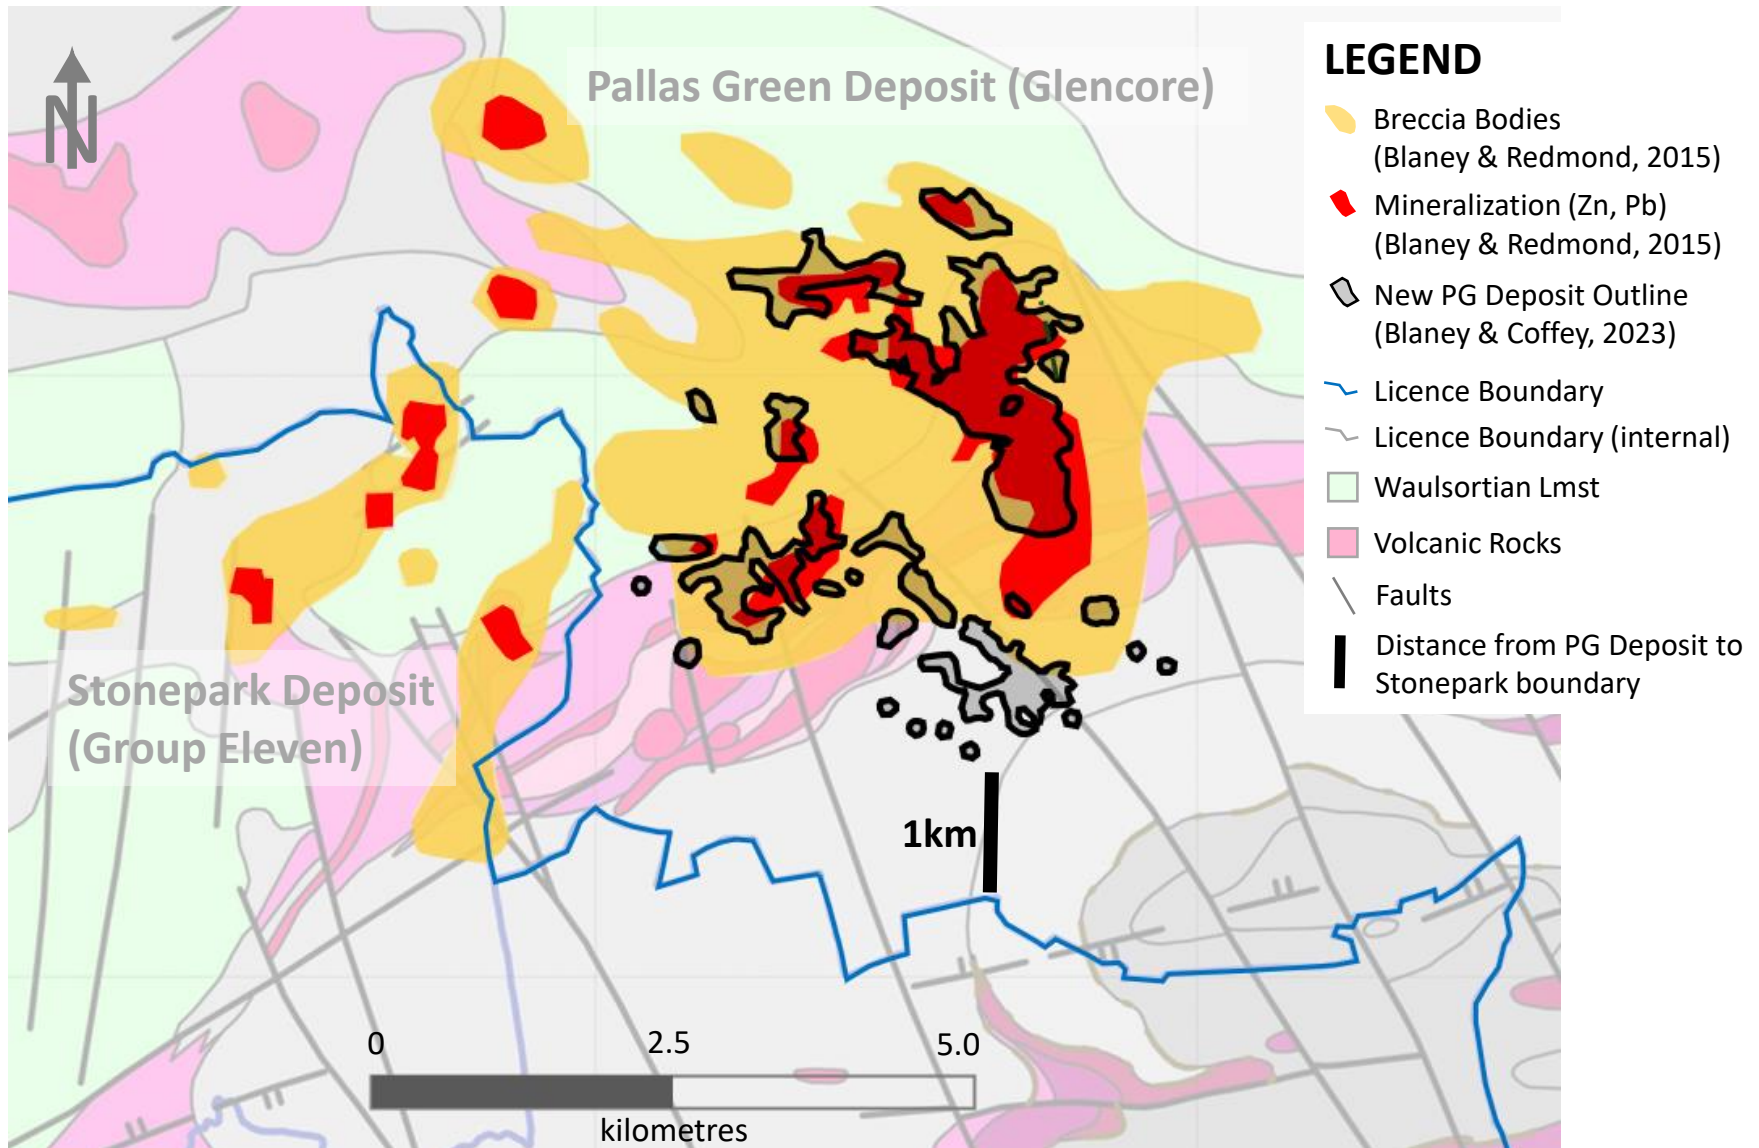 N
Pallas Green Deposit (Glencore)
Stonepark Deposit
(Group Eleven)
1km
0
2.5
5.0
kilometres
LEGEND
Breccia Bodies
(Blaney & Redmond, 2015)
Mineralization (Zn, Pb)
(Blaney & Redmond, 2015)
New PG Deposit Outline
(Blaney & Coffey, 2023)
Licence Boundary
Licence Boundary (internal)
Waulsortian Lmst
Volcanic Rocks
Faults
Distance from PG Deposit to
Stonepark boundary